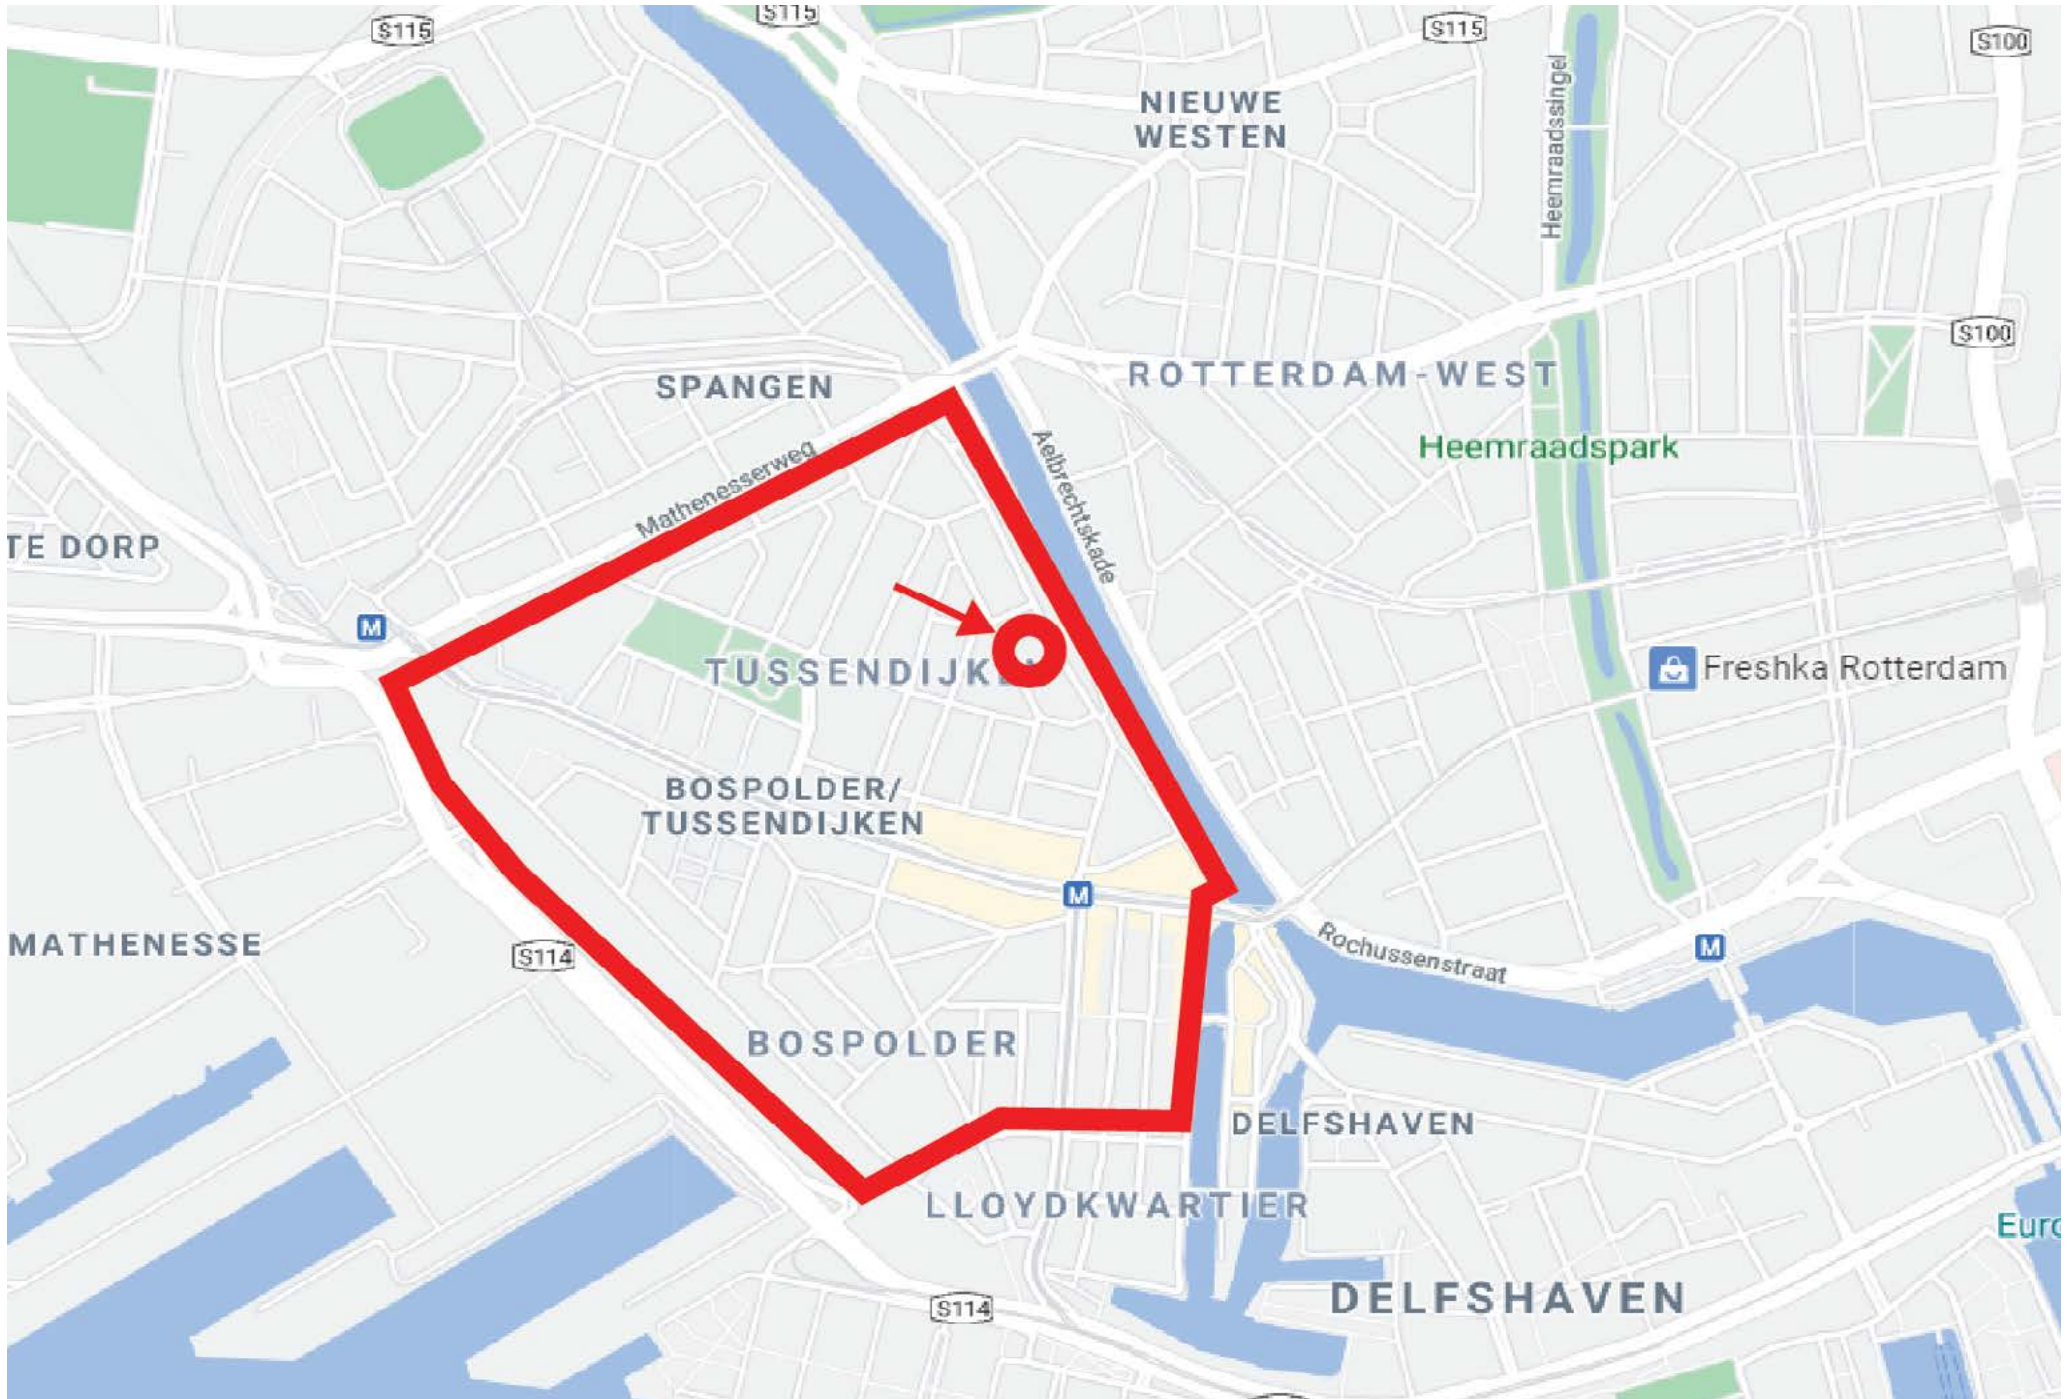 S115
S115
S115
S100
NIEUWE
WESTEN
Heemraadssingel
S100
SPANGEN
ROTTERDAM-WEST
Mathenesserweg
Aelbrechtskade
Heemraadspark
TE DORP
M
TUSSENDIJK
Freshka Rotterdam
BOSPOLDER/
TUSSENDIJKEN
M
MATHENESSE
S114
Rochussenstraat
M
BOSPOLDER
DELFSHAVEN
LLOYDKWARTIER
Euro
DELFSHAVEN
S114